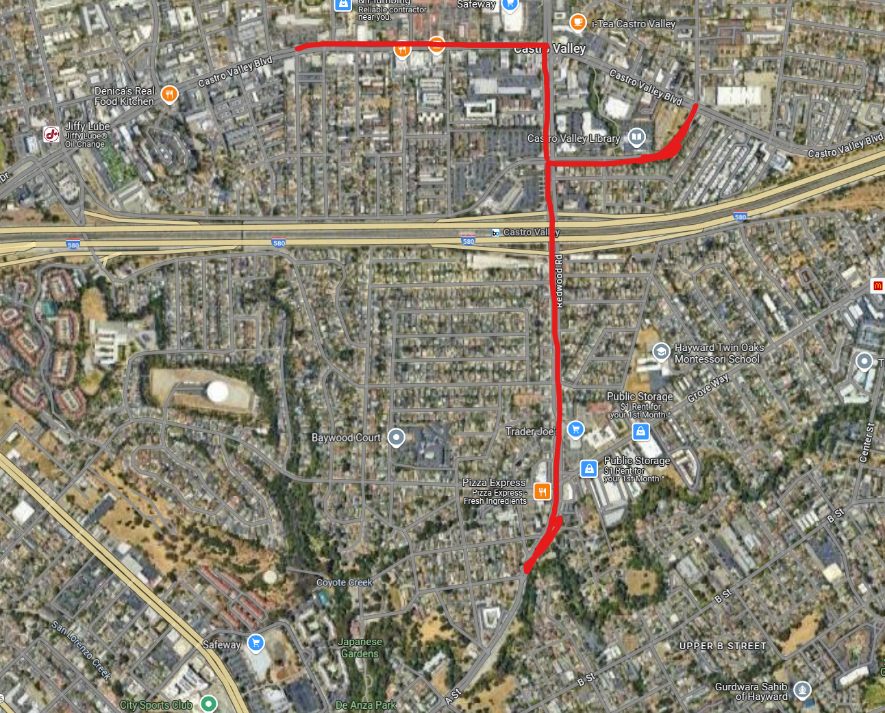 & Plumbing
Reliable contractor
near you.
Safeway
i-Tea Castro Valley
Castro Valley
Castro Valley Blvd
Castro Valley Blvd
Denica's Real
Food Kitchen
Jiffy Lube
Jiffy Lube®
Oil Change
Castro Valley Library
Castro Valley Blvd
Dr
580
Castro Valley
580
580
580
Redwood Rd
Hayward Twin Oaks
Montessori School
Grove Way
Public Storage
$1 Rent for
your 1st Month.*
Trader Joe
Baywood Court
Center St
Public Storage
$1 Rent for
your 1st Month.*
Pizza Express
Pizza Express -
Fresh Ingredients
B St
Coyote Creek
B St
San Lorenzo Creek
Safeway
Japanese
Gardens
UPPER B STREET
B St
A St
Gurdwara Sahib
of Hayward
City Sports Club
De Anza Park